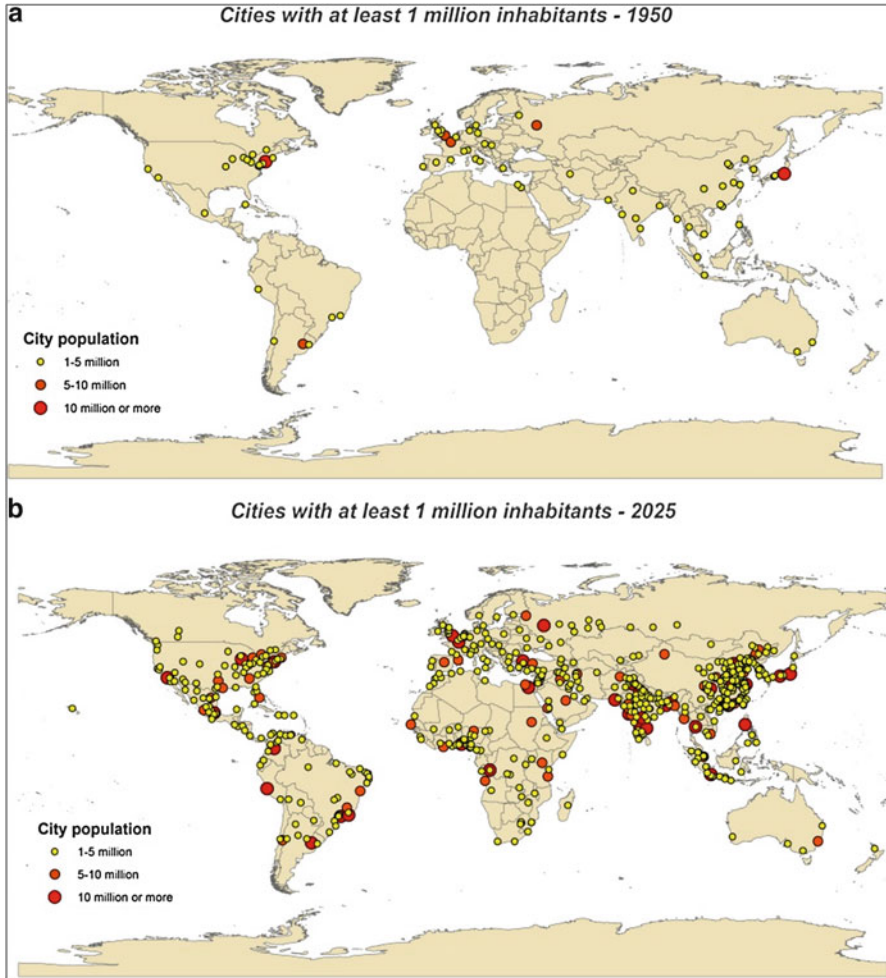 a
Cities with at least 1 million inhabitants - 1950
City population
1-5 million
5-10 million
10 million or more
b
Cities with at least 1 million inhabitants - 2025
City population
1-5 million
5-10 million
10 million or more